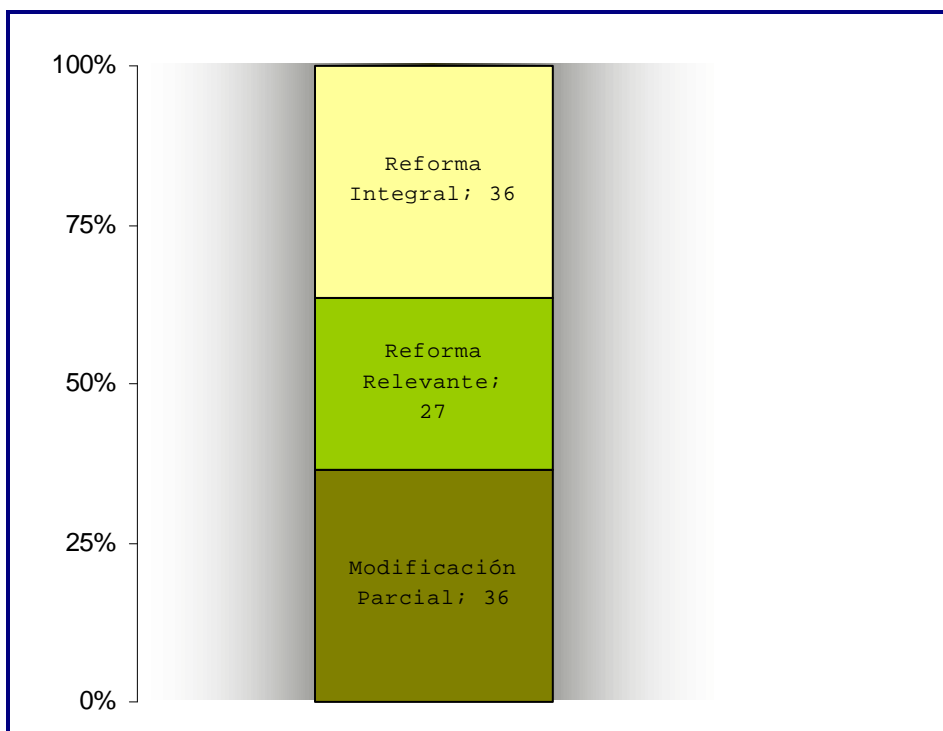 100%
Reforma
Integral; 36
75%
Reforma
Relevante;
50%
27
25%
Modificación
Parcial; 36
0%